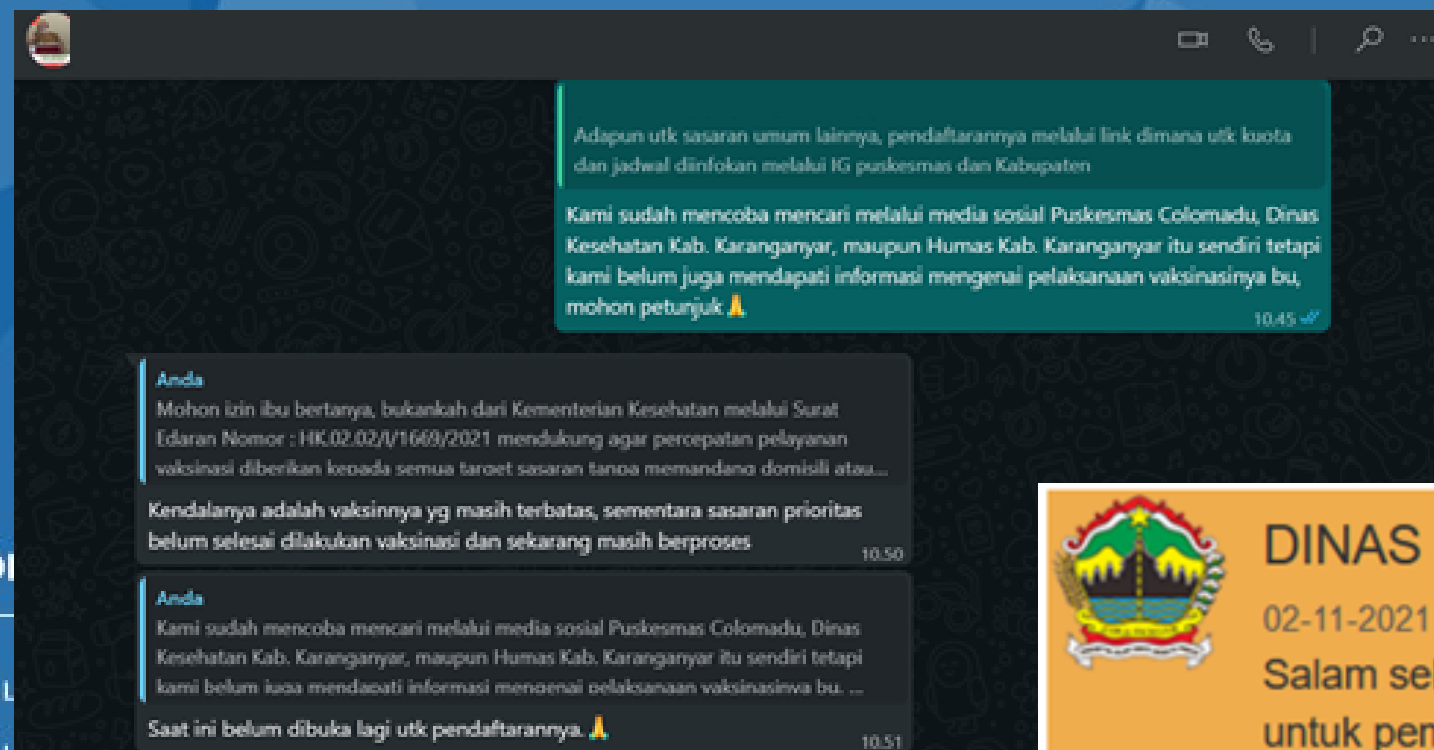 Adapun utk sasaran umum lainnya, pendaftarannya melalui link dimana utk kuota
dan jadwal diinfokan melalui IG puskesmas dan Kabupaten
Kami sudah mencoba mencari melalui media sosial Puskesmas Colomadu, Dinas
Kesehatan Kab. Karanganyar, maupun Humas Kab. Karanganyar itu sendiri tetapi
kami belum juga mendapati informasi mengenai pelaksanaan vaksinasinya bu,
mohon petunjuk 🙏
10.45
Anda
Mohon izin ibu bertanya, bukankah dari Kementerian Kesehatan melalui Surat
Edaran Nomor : HK.02.02/I/1669/2021 mendukung agar percepatan pelayanan
vaksinasi diberikan kepada semua target sasaran tanpa memandang domisili atau...
Kendalanya adalah vaksinnya yg masih terbatas, sementara sasaran prioritas
belum selesai dilakukan vaksinasi dan sekarang masih berproses
10.50
Anda
Kami sudah mencoba mencari melalui media sosial Puskesmas Colomadu, Dinas
Kesehatan Kab. Karanganyar, maupun Humas Kab. Karanganyar itu sendiri tetapi
kami belum juga mendapati informasi mengenai pelaksanaan vaksinasinya bu. ...
Saat ini belum dibuka lagi utk pendaftarannya. 🙏
10.51
DINAS
02-11-2021
Salam se
untuk pen